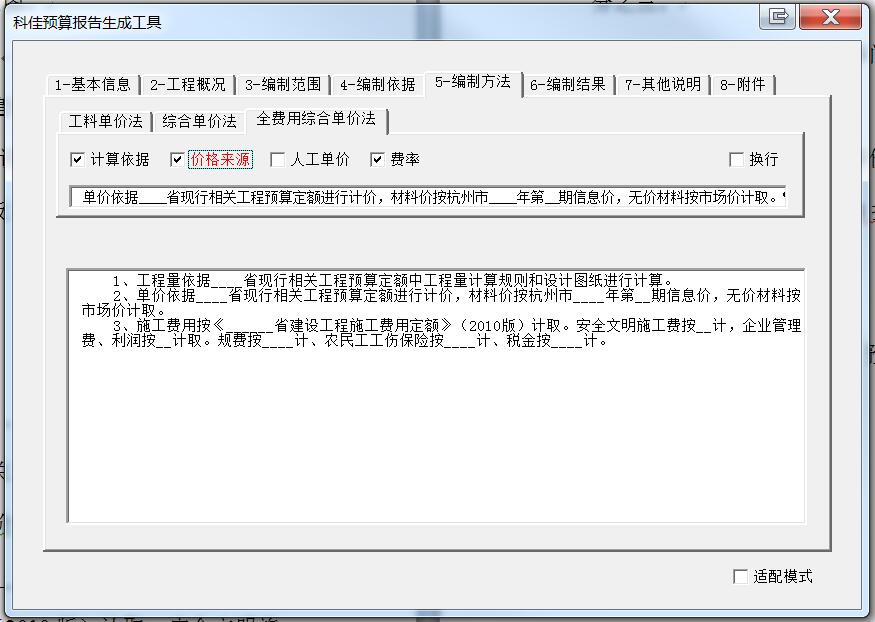 科佳预算报告生成工具
1-基本信息 2-工程概况 3-编制范围 4-编制依据 5-编制方法 6-编制结果 7-其他说明 8-附件
工料单价法 综合单价法 全费用综合单价法
计算依据 价格来源 人工单价 费率 换行
单价依据____省现行相关工程预算定额进行计价，材料价按杭州市____年第__期信息价，无价材料按市场价计取。
1、工程量依据____省现行相关工程预算定额中工程量计算规则和设计图纸进行计算。
2、单价依据____省现行相关工程预算定额进行计价，材料价按杭州市____年第__期信息价，无价材料按
市场价计取。
3、施工费用按《______省建设工程施工费用定额》（2010版）计取。安全文明施工费按__计，企业管理
费、利润按__计取。规费按____计、农民工工伤保险按____计、税金按____计。
适配模式